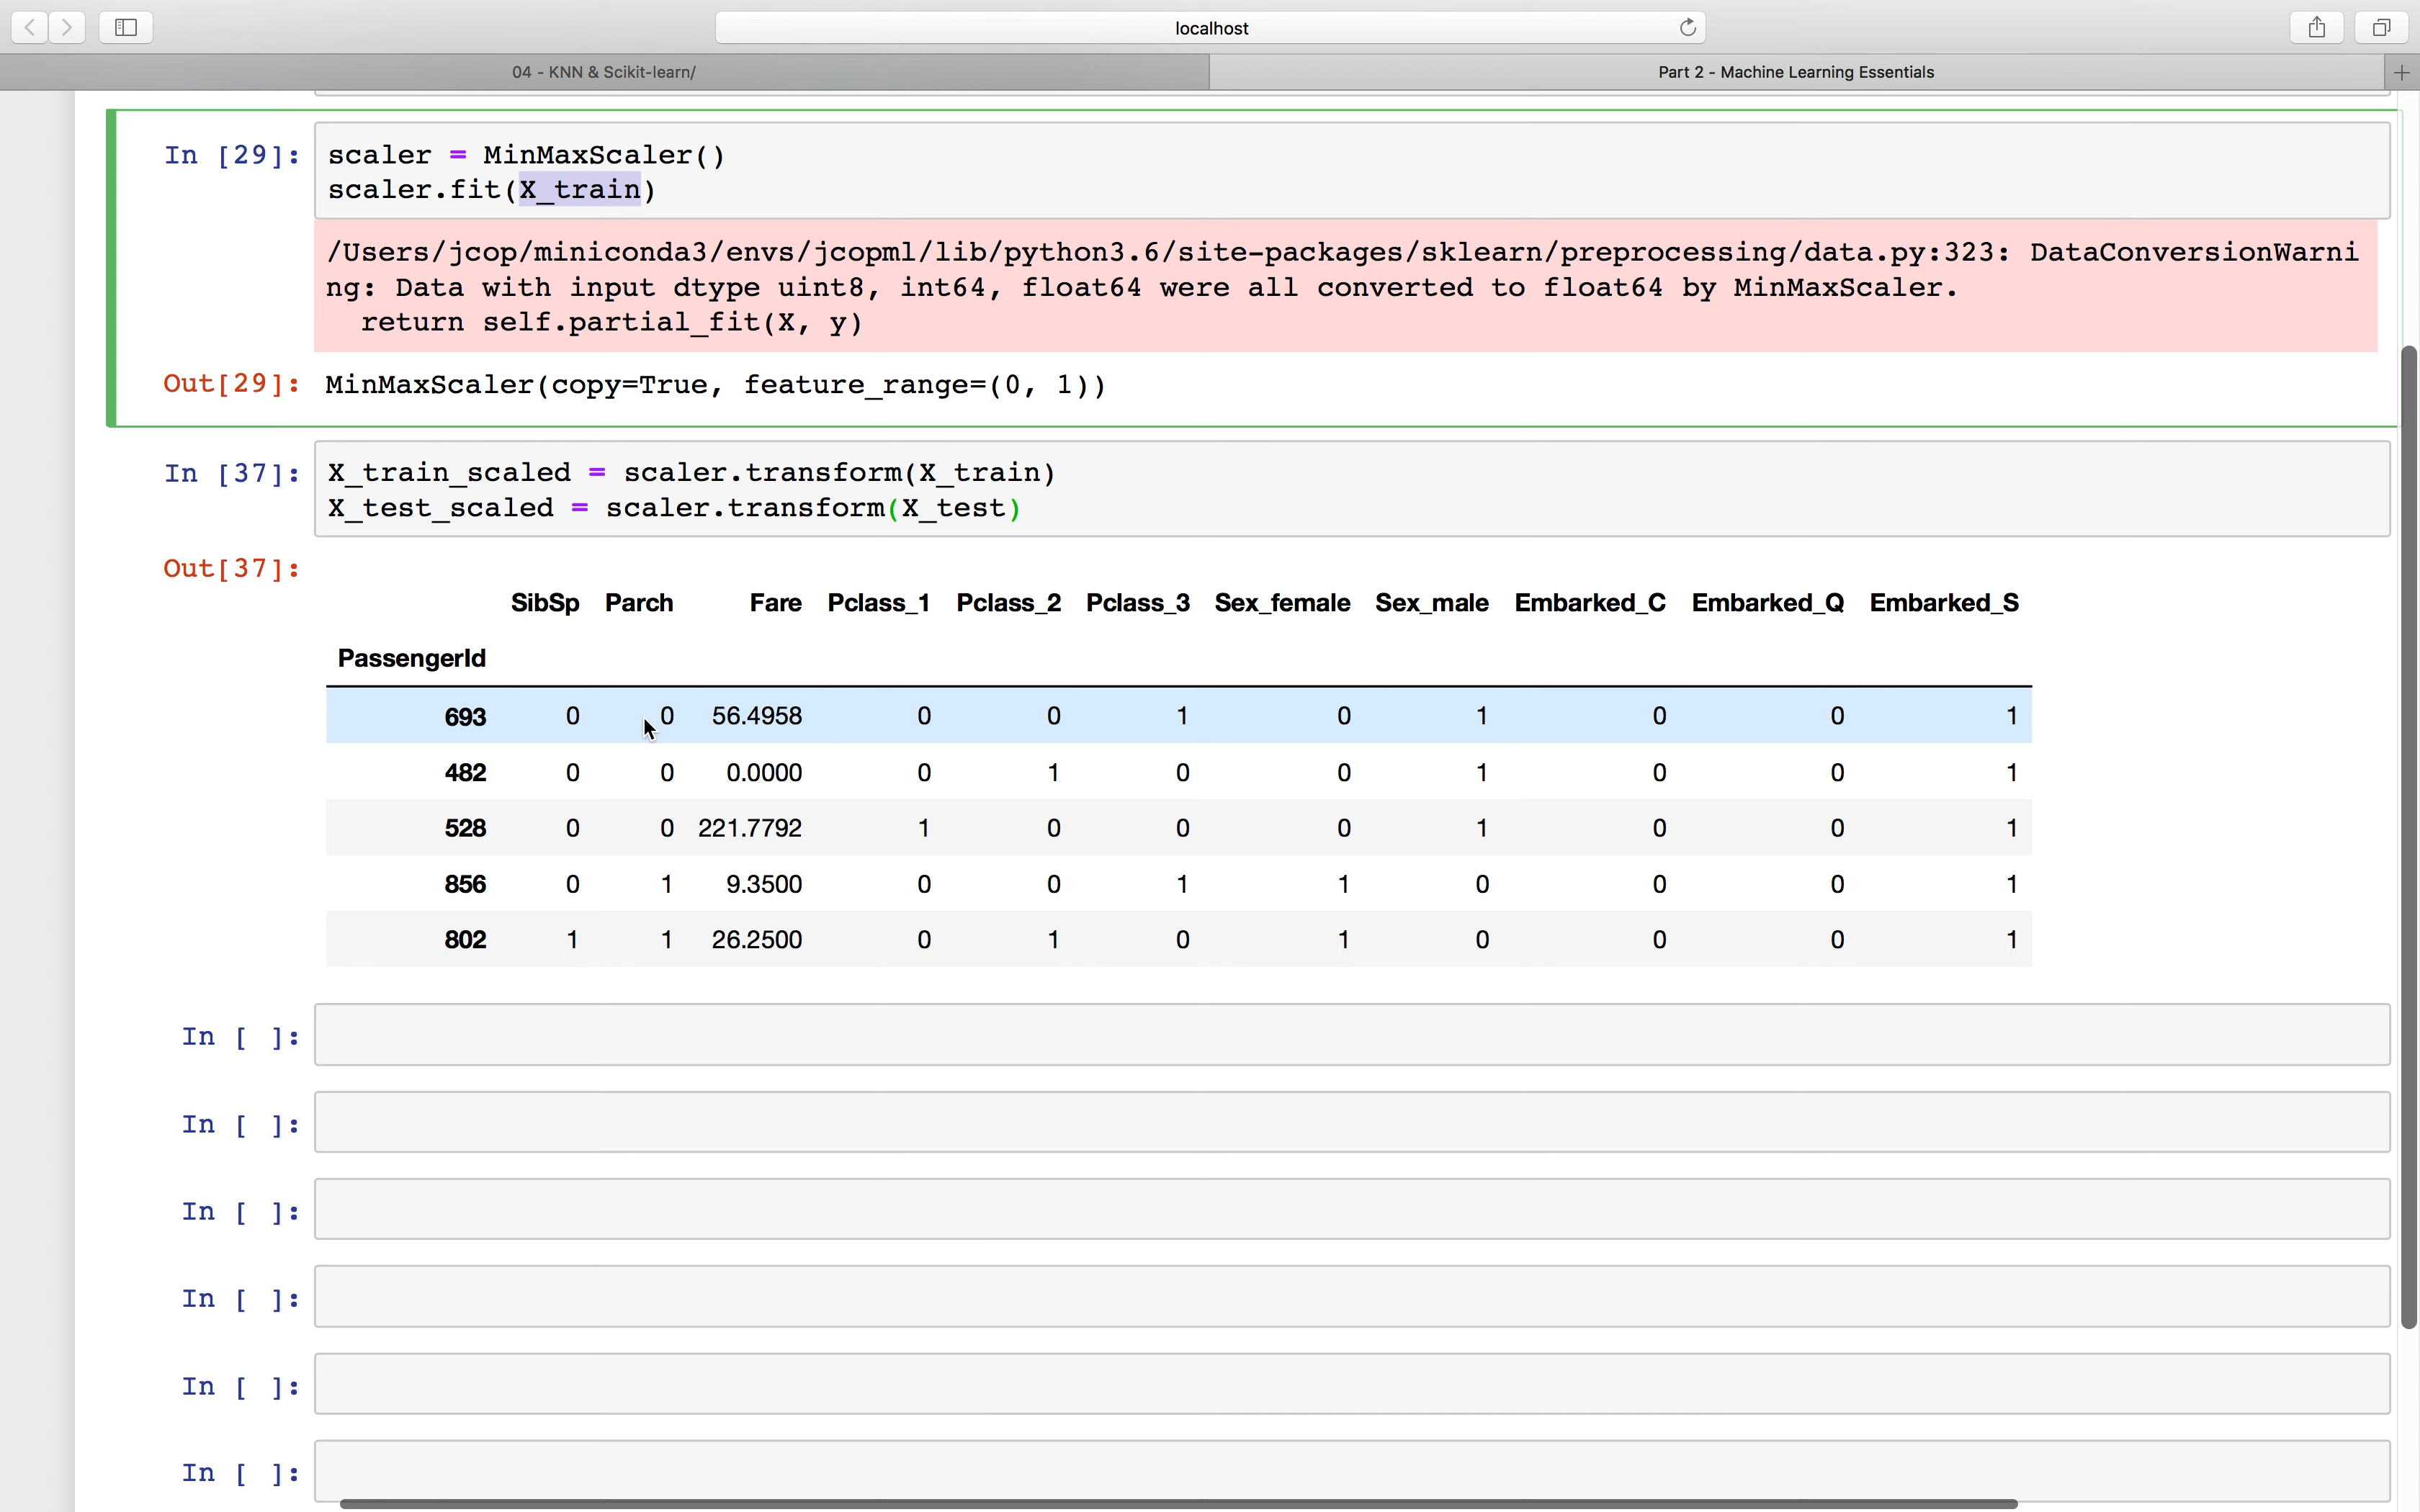 localhost
04 - KNN & Scikit-learn/
Part 2 - Machine Learning Essentials
In [29]: scaler = MinMaxScaler()
scaler.fit(X_train)
/Users/jcop/miniconda3/envs/jcopml/lib/python3.6/site-packages/sklearn/preprocessing/data.py:323: DataConversionWarni
ng: Data with input dtype uint8, int64, float64 were all converted to float64 by MinMaxScaler.
return self.partial_fit(X, y)
Out[29]: MinMaxScaler(copy=True, feature_range=(0, 1))
In [37]: X_train_scaled = scaler.transform(X_train)
X_test_scaled = scaler.transform(X_test)
Out[37]:
SibSp Parch Fare Pclass_1 Pclass_2 Pclass_3 Sex_female Sex_male Embarked_C Embarked_Q Embarked_S
PassengerId
693 0 0 56.4958 0 0 1 0 1 0 0 1
482 0 0 0.0000 0 1 0 0 1 0 0 1
528 0 0 221.7792 1 0 0 0 1 0 0 1
856 0 1 9.3500 0 0 1 1 0 0 0 1
802 1 1 26.2500 0 1 0 1 0 0 0 1
In [ ]:
In [ ]:
In [ ]:
In [ ]:
In [ ]:
In [ ]: